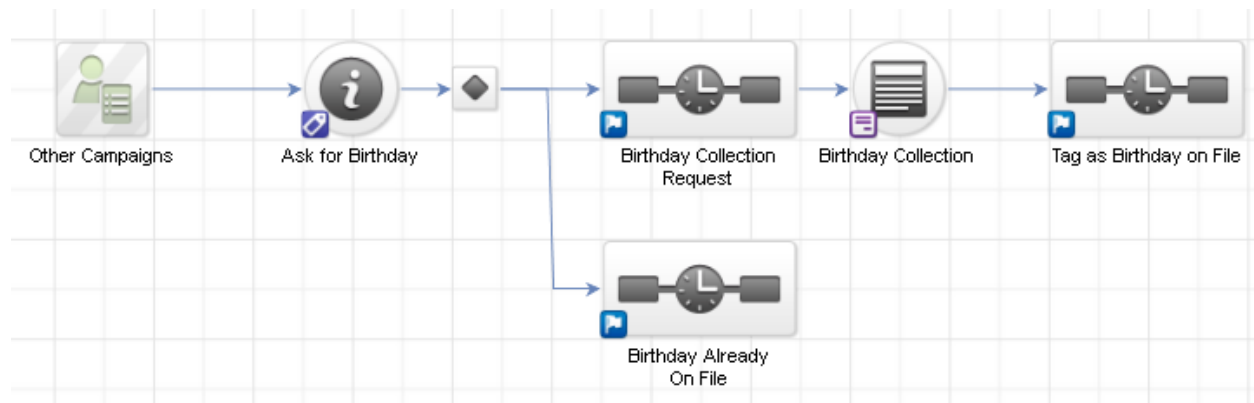 Other Campaigns
Ask for Birthday
Birthday Collection
Request
Birthday Collection
Tag as Birthday on File
Birthday Already
On File